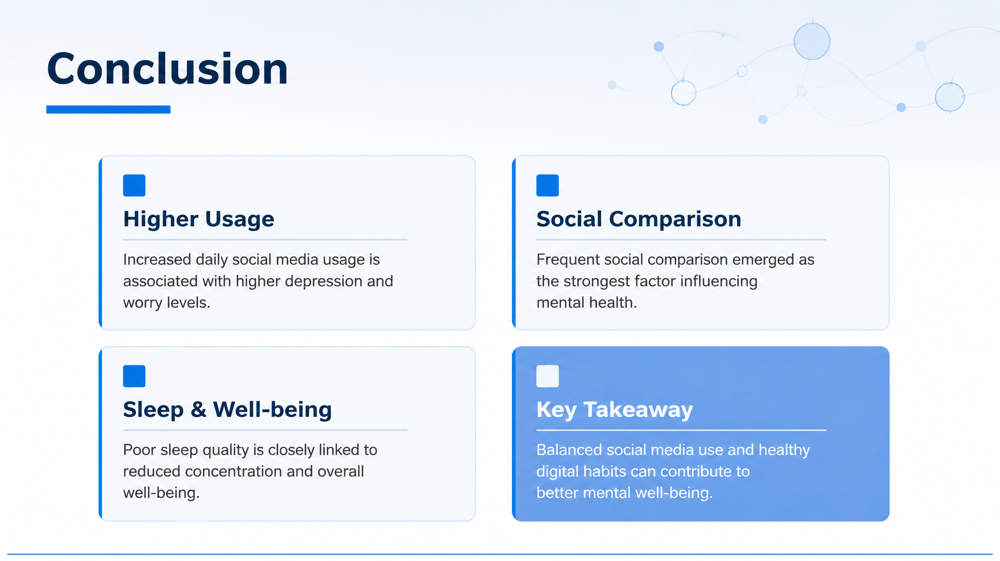 Conclusion
Higher Usage
Increased daily social media usage is
associated with higher depression and
worry levels.
Social Comparison
Frequent social comparison emerged as
the strongest factor influencing
mental health.
Sleep & Well-being
Poor sleep quality is closely linked to
reduced concentration and overall
well-being.
Key Takeaway
Balanced social media use and healthy
digital habits can contribute to
better mental well-being.